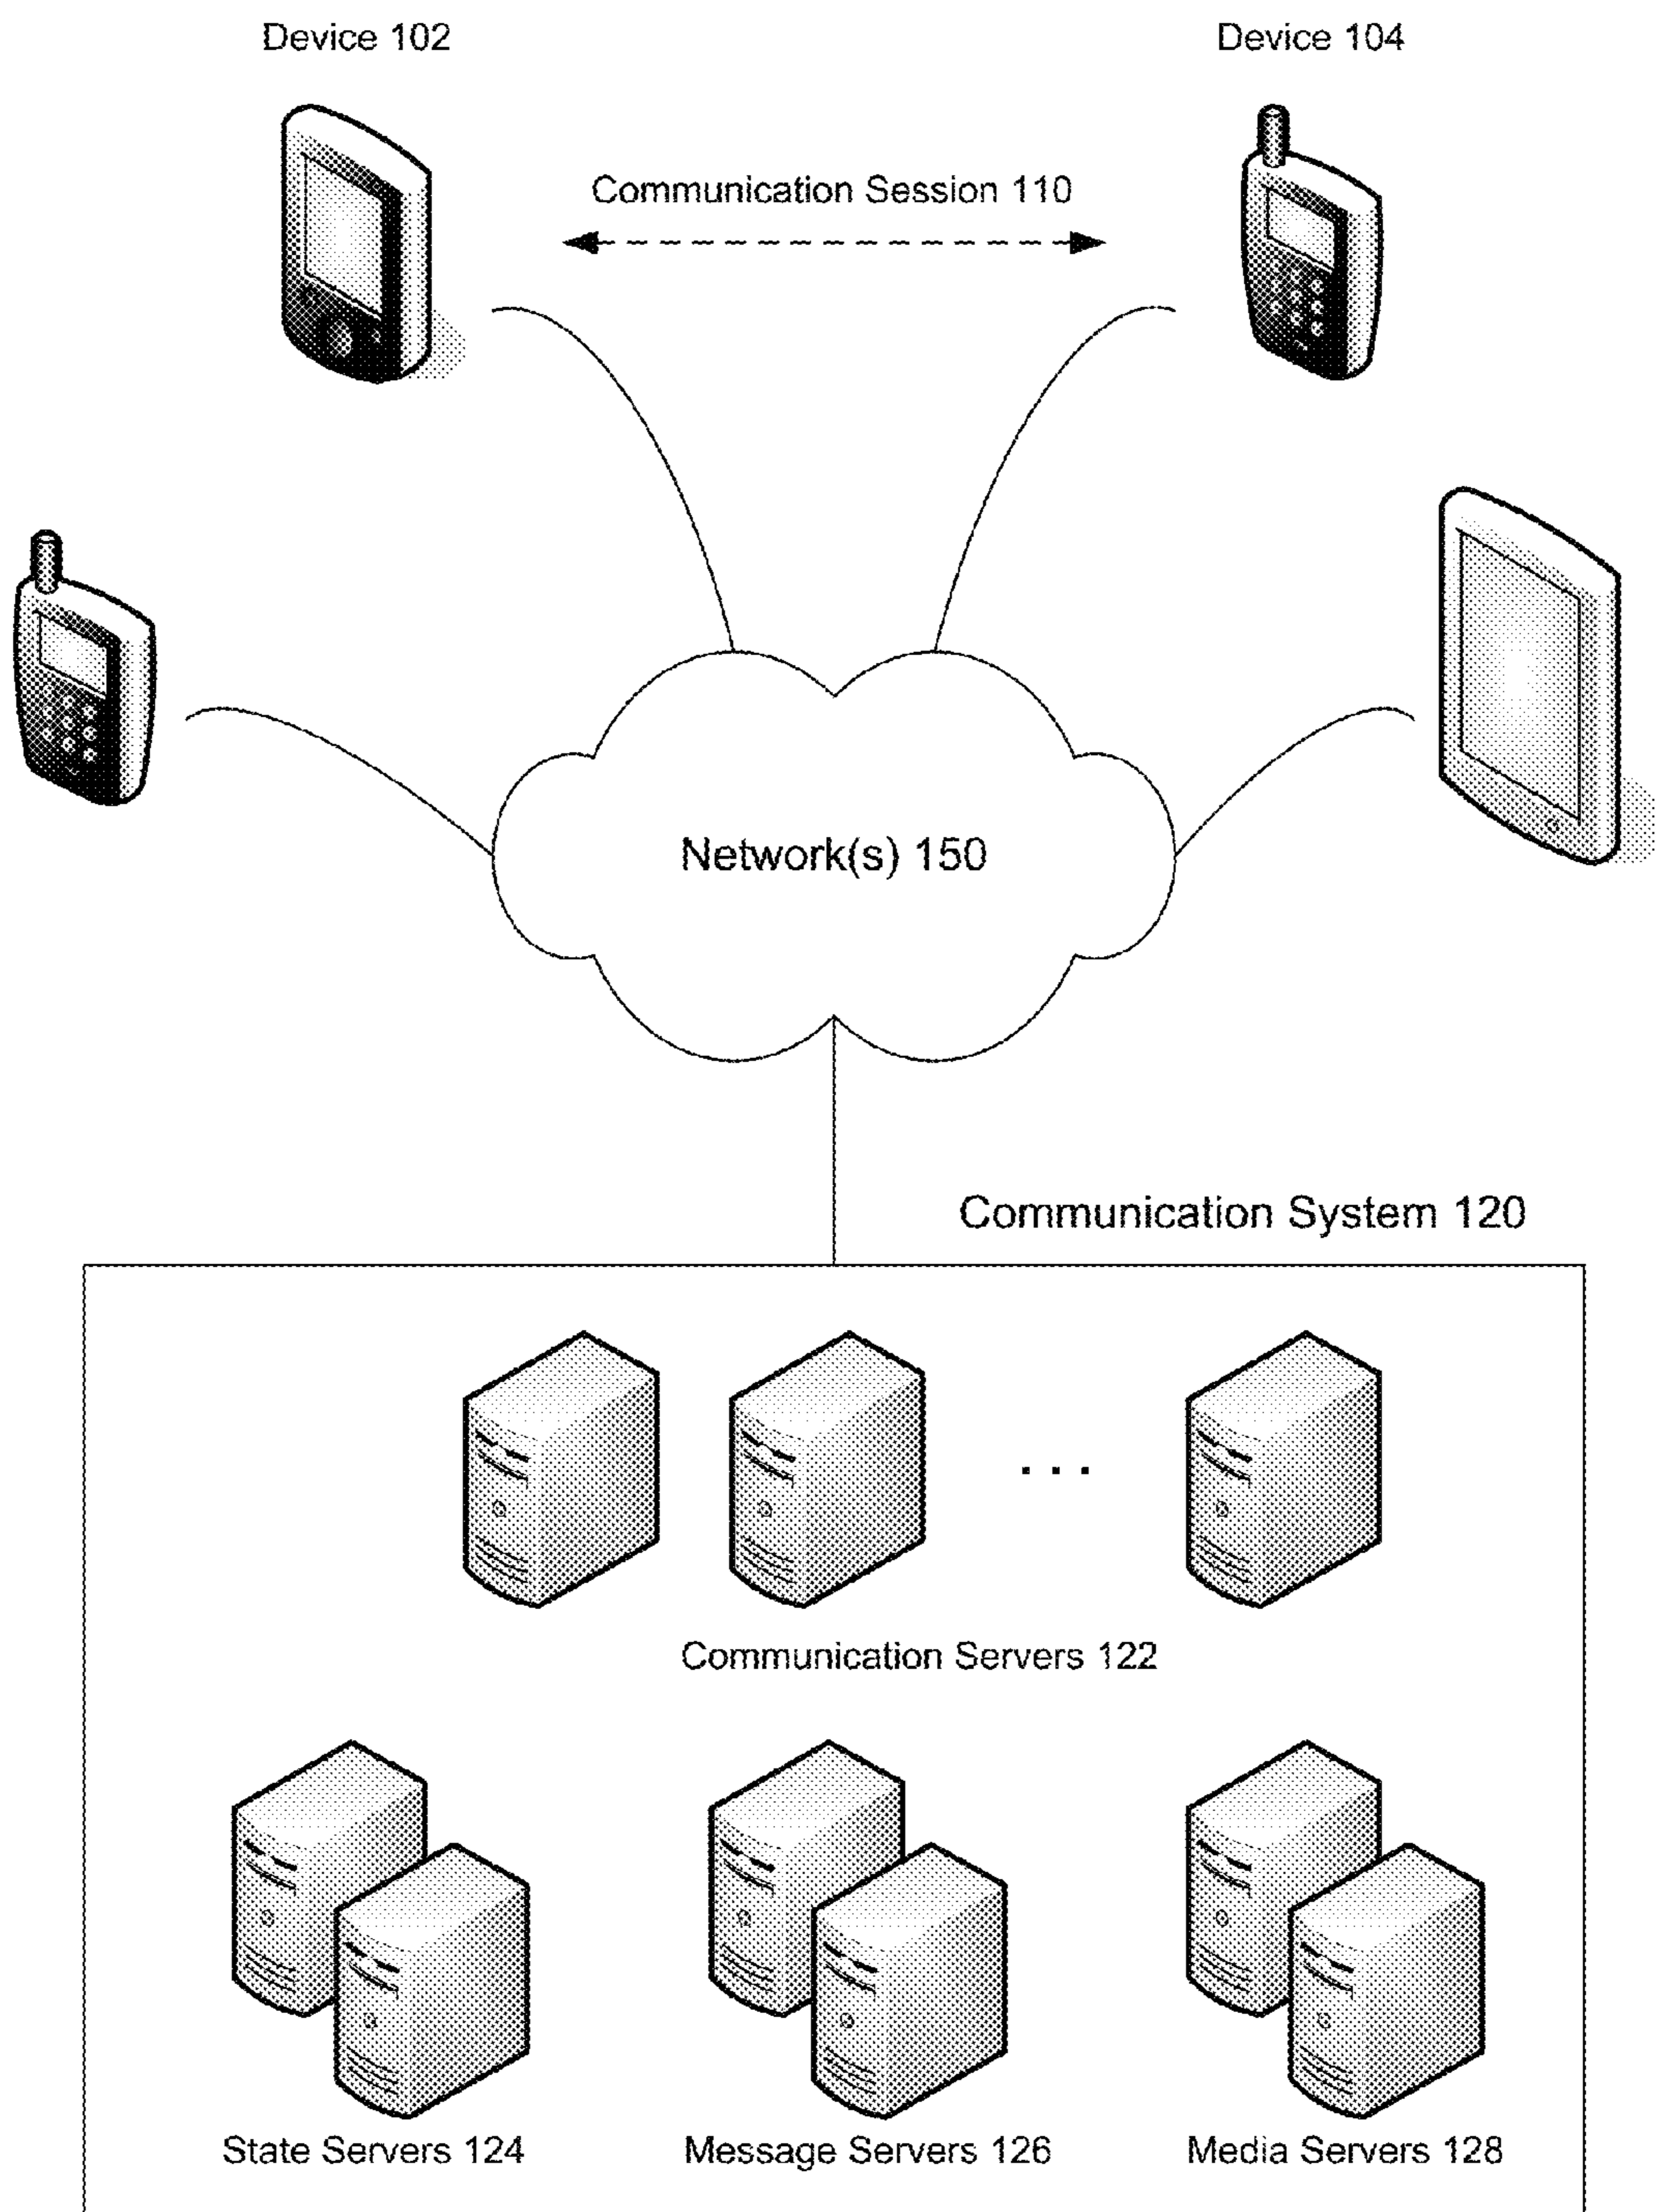 Device 102
Device 104
Communication Session 110
Network(s) 150
Communication System 120
. . .
Communication Servers 122
State Servers 124
Message Servers 126
Media Servers 128